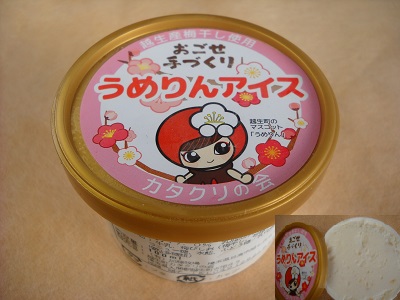 越生産梅干し使用
おごせ
手づくり
うめりんアイス
越生町の
マスコット
「うめりん」
カタクリの会
おごせ
手づくり
うめりんアイス